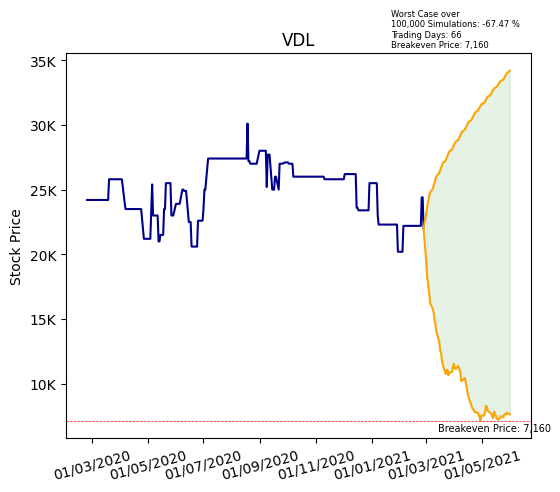 Worst Case over
100,000 Simulations: -67.47 %
Trading Days: 66
Breakeven Price: 7,160
VDL
35K
30K
25K
20K
15K
10K
Stock Price
Breakeven Price: 7,160
01/03/2020
01/05/2020
01/07/2020
01/09/2020
01/11/2020
01/01/2021
01/03/2021
01/05/2021